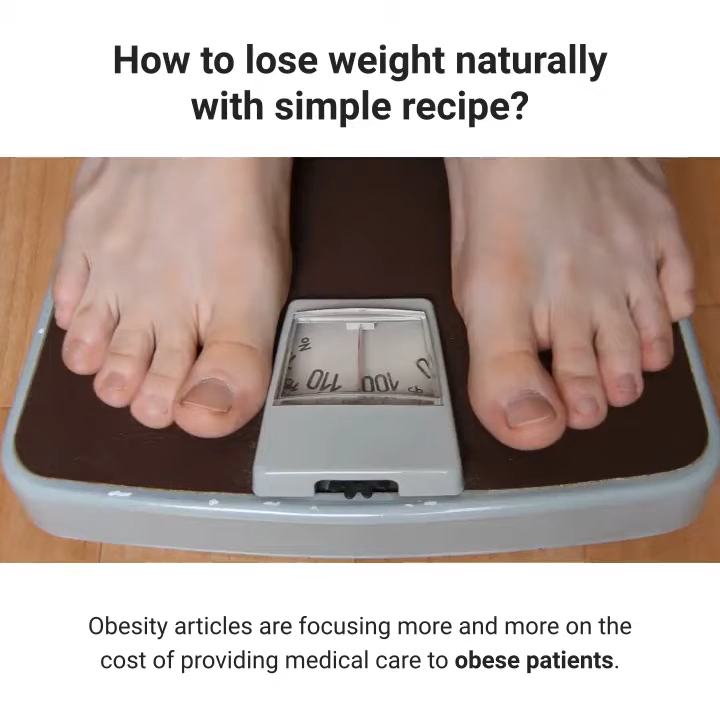 How to lose weight naturally
with simple recipe?
110
100
Obesity articles are focusing more and more on the
cost of providing medical care to obese patients.